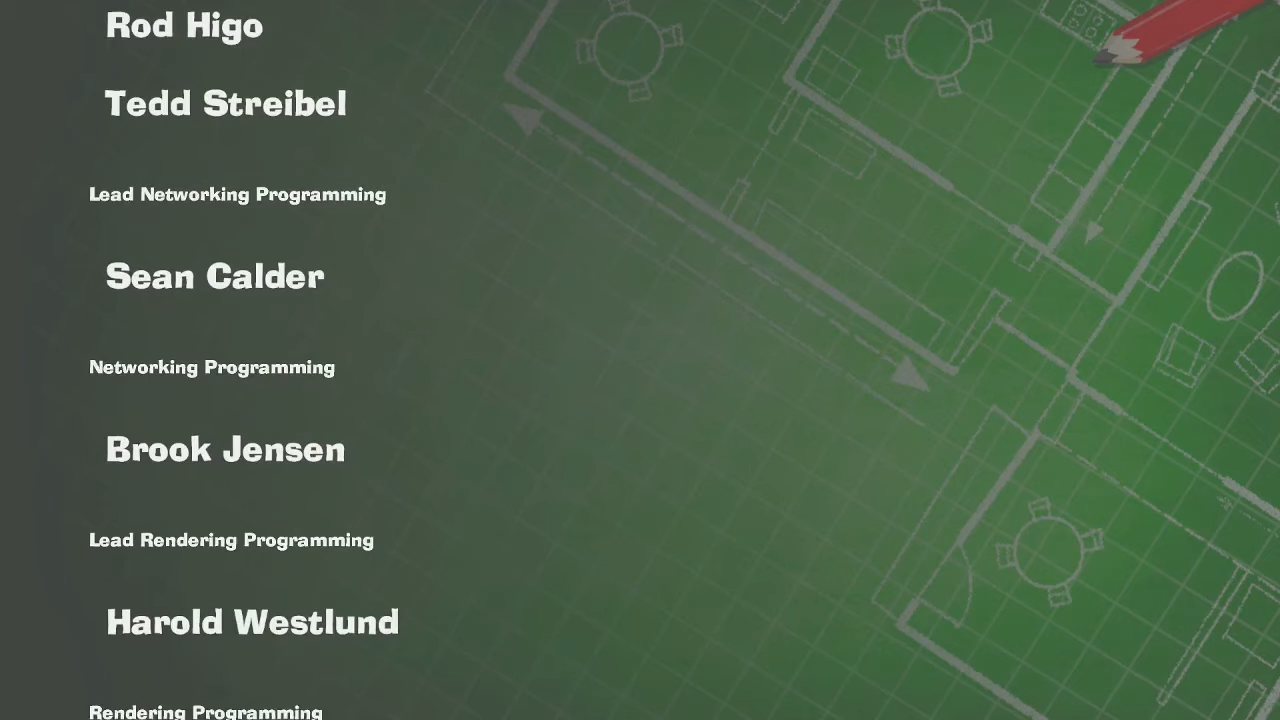 Rod Higo
Tedd Streibel
Lead Networking Programming
Sean Calder
Networking Programming
Brook Jensen
Lead Rendering Programming
Harold Westlund
Rendering Programming